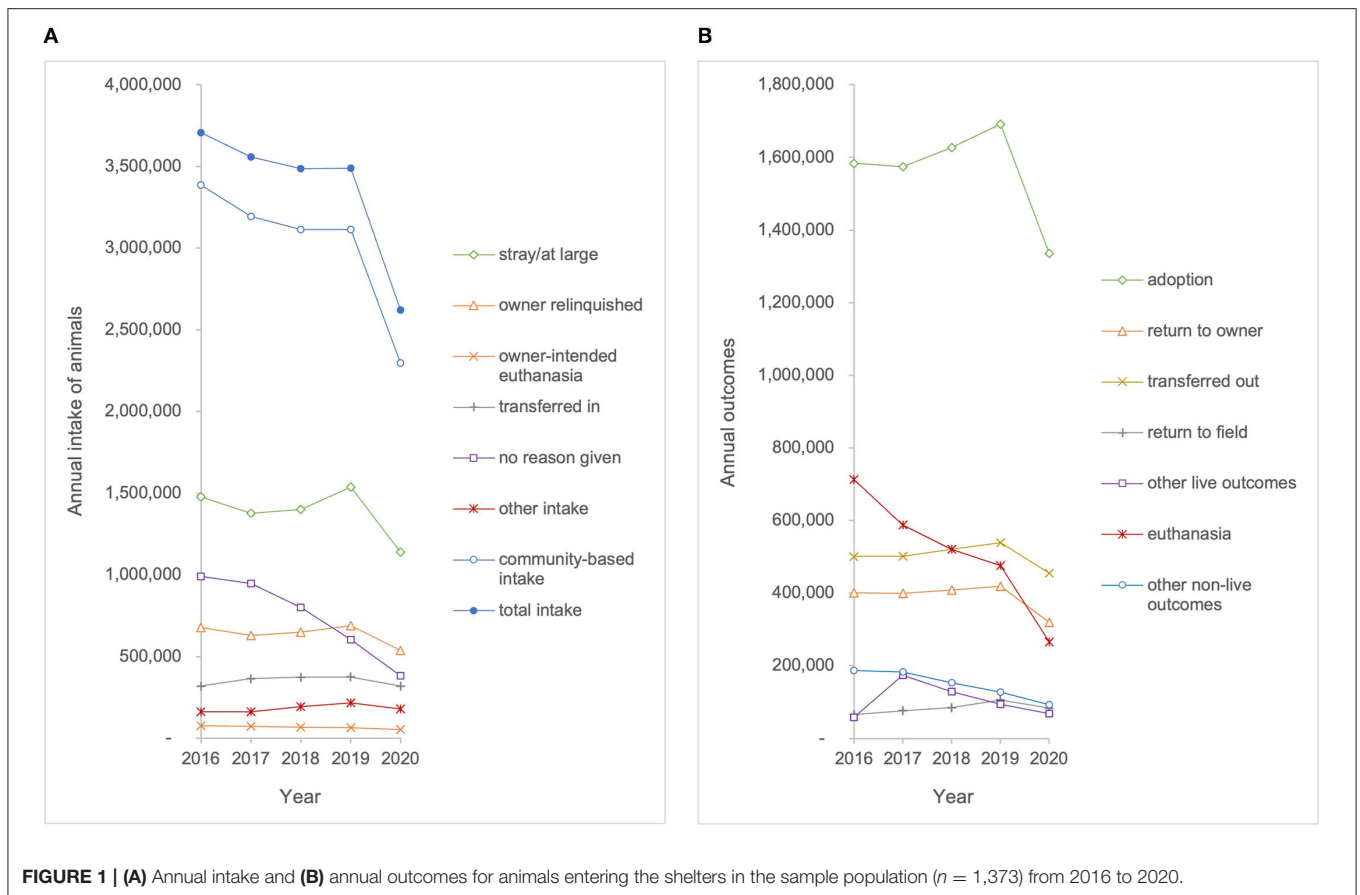 A
4,000,000
3,500,000
3,000,000
2,500,000
2,000,000
1,500,000
1,000,000
500,000
-
Annual intake of animals
2016 2017 2018 2019 2020
Year
stray/at large
owner relinquished
owner-intended
euthanasia
transferred in
no reason given
other intake
community-based
intake
total intake
B
1,800,000
1,600,000
1,400,000
1,200,000
1,000,000
800,000
600,000
400,000
200,000
-
Annual outcomes
2016 2017 2018 2019 2020
Year
adoption
return to owner
transferred out
return to field
other live outcomes
euthanasia
other non-live
outcomes
FIGURE 1 | (A) Annual intake and (B) annual outcomes for animals entering the shelters in the sample population (n = 1,373) from 2016 to 2020.